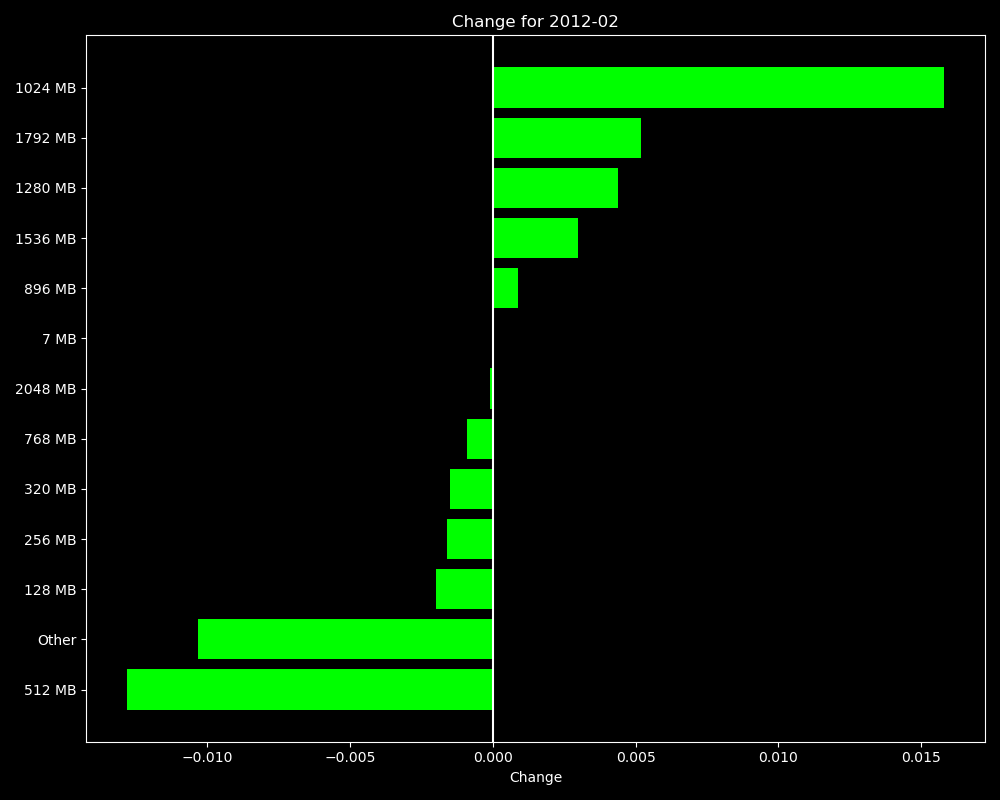 Change for 2012-02
1024 MB
1792 MB
1280 MB
1536 MB
896 MB
7 MB
2048 MB
768 MB
320 MB
256 MB
128 MB
Other
512 MB
−0.010 −0.005 0.000 0.005 0.010 0.015
Change